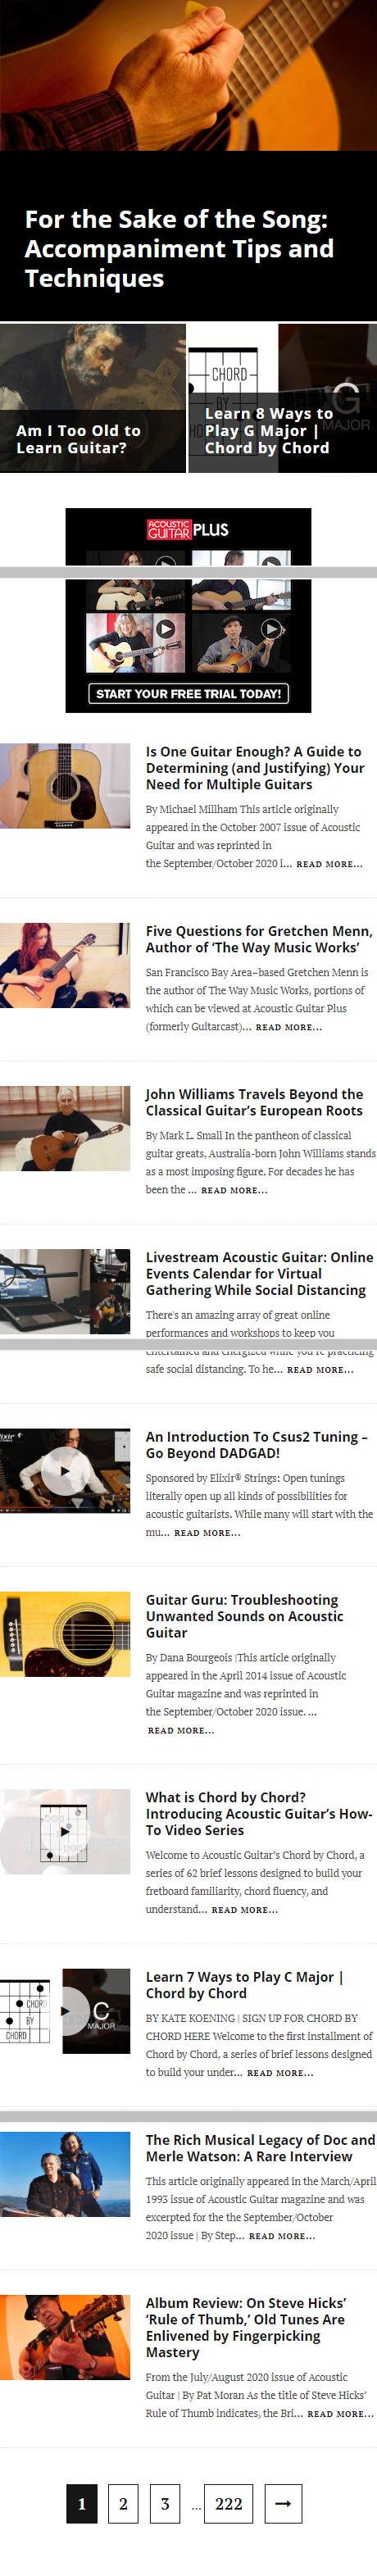 For the Sake of the Song:
Accompaniment Tips and
Techniques
Am I Too Old to
Learn Guitar?
CHORD
BY
G
MAJOR
Learn 8 Ways to
Play G Major |
Chord by Chord
ACOUSTIC
GUITAR PLUS
START YOUR FREE TRIAL TODAY!
Is One Guitar Enough? A Guide to
Determining (and Justifying) Your
Need for Multiple Guitars
By Michael Millham This article originally
appeared in the October 2007 issue of Acoustic
Guitar and was reprinted in
the September/October 2020 i... READ MORE...
Five Questions for Gretchen Menn,
Author of ‘The Way Music Works’
San Francisco Bay Area–based Gretchen Menn is
the author of The Way Music Works, portions of
which can be viewed at Acoustic Guitar Plus
(formerly Guitarcast)... READ MORE...
John Williams Travels Beyond the
Classical Guitar’s European Roots
By Mark L. Small In the pantheon of classical
guitar greats, Australia-born John Williams stands
as a most imposing figure. For decades he has
been the ... READ MORE...
Livestream Acoustic Guitar: Online
Events Calendar for Virtual
Gathering While Social Distancing
There's an amazing array of great online
performances and workshops to keep you
entertained and energized while you're practicing
safe social distancing. To he... READ MORE...
An Introduction To Csus2 Tuning –
Go Beyond DADGAD!
Sponsored by Elixir® Strings: Open tunings
literally open up all kinds of possibilities for
acoustic guitarists. While many will start with the
mu... READ MORE...
Guitar Guru: Troubleshooting
Unwanted Sounds on Acoustic
Guitar
By Dana Bourgeois |This article originally
appeared in the April 2014 issue of Acoustic
Guitar magazine and was reprinted in
the September/October 2020 issue. ...
READ MORE...
What is Chord by Chord?
Introducing Acoustic Guitar’s How-
To Video Series
Welcome to Acoustic Guitar’s Chord by Chord, a
series of 62 brief lessons designed to build your
fretboard familiarity, chord fluency, and
understand... READ MORE...
CHORD
BY
CHORD
C
MAJOR
Learn 7 Ways to Play C Major |
Chord by Chord
BY KATE KOENING | SIGN UP FOR CHORD BY
CHORD HERE Welcome to the first installment of
Chord by Chord, a series of brief lessons designed
to build your under... READ MORE...
The Rich Musical Legacy of Doc and
Merle Watson: A Rare Interview
This article originally appeared in the March/April
1993 issue of Acoustic Guitar magazine and was
excerpted for the the September/October
2020 issue | By Step... READ MORE...
Album Review: On Steve Hicks’
‘Rule of Thumb,’ Old Tunes Are
Enlivened by Fingerpicking
Mastery
From the July/August 2020 issue of Acoustic
Guitar | By Pat Moran As the title of Steve Hicks’
Rule of Thumb indicates, the Bri... READ MORE...
1 2 3 ... 222 →